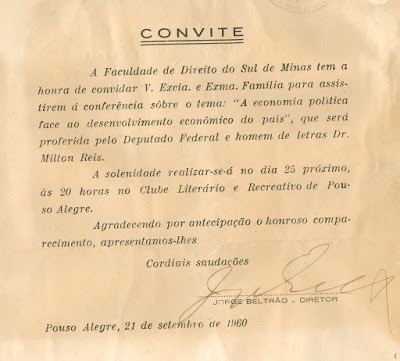 CONVITE
A Faculdade de Direito do Sul de Minas tem a
honra de convidar V. Excia. e Exma. Família para assis-
tirem á conferência sôbre o tema: "A economia política
face ao desenvolvimento econômico do país", que será
proferida pelo Deputado Federal e homem de letras Dr.
Milton Reis.
A solenidade realizar-se-á no dia 25 próximo,
às 20 horas no Clube Literário e Recreativo de Pou-
so Alegre.
Agradecendo por antecipação o honroso compa-
recimento, apresentamos-lhes
Cordiais saudações
JORGE BELTRÃO - DIRETOR
Pouso Alegre, 21 de setembro de 1960